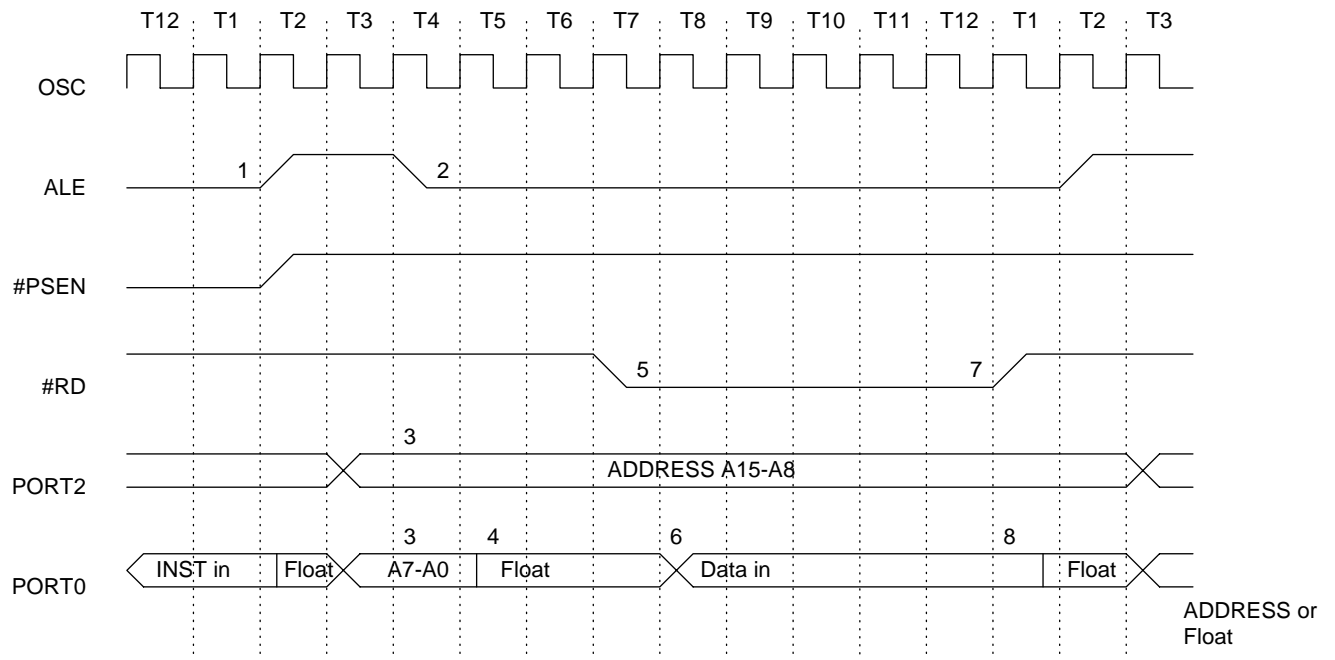 T12 T1 T2 T3 T4 T5 T6 T7 T8 T9 T10 T11 T12 T1 T2 T3
OSC
1 2
ALE
#PSEN
5 7
#RD
3
ADDRESS A15-A8
PORT2
3 4 6 8
INST in Float A7-A0 Float Data in Float
PORT0
ADDRESS or
Float